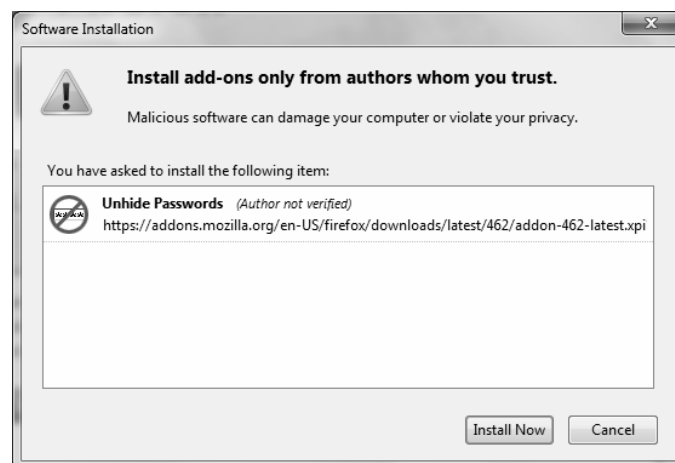 Software Installation
x
Install add-ons only from authors whom you trust.
Malicious software can damage your computer or violate your privacy.
You have asked to install the following item:
Unhide Passwords (Author not verified)
https://addons.mozilla.org/en-US/firefox/downloads/latest/462/addon-462-latest.xpi
Install Now Cancel